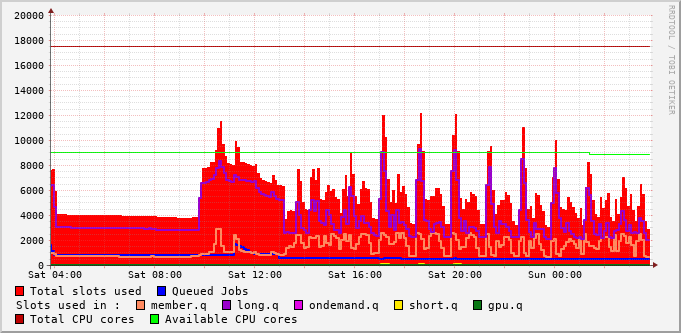 20000
18000
16000
14000
12000
10000
8000
6000
4000
2000
0
Sat 04:00 Sat 08:00 Sat 12:00 Sat 16:00 Sat 20:00 Sun 00:00
RRDTOOL / TOBI OETIKER
Total slots used Queued Jobs
Slots used in : member.q long.q ondemand.q short.q gpu.q
Total CPU cores Available CPU cores